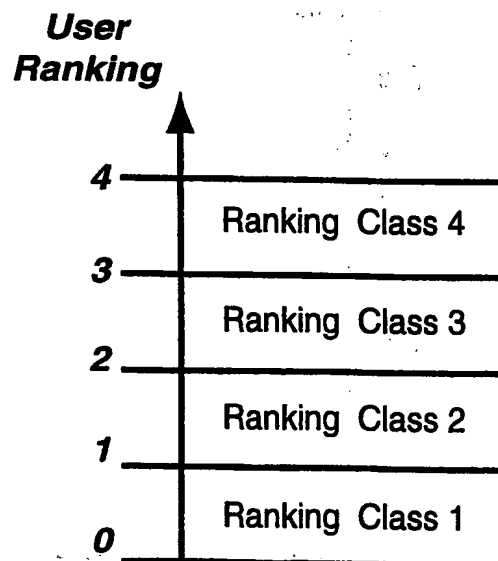 User
Ranking
4
Ranking Class 4
3
Ranking Class 3
2
Ranking Class 2
1
Ranking Class 1
0